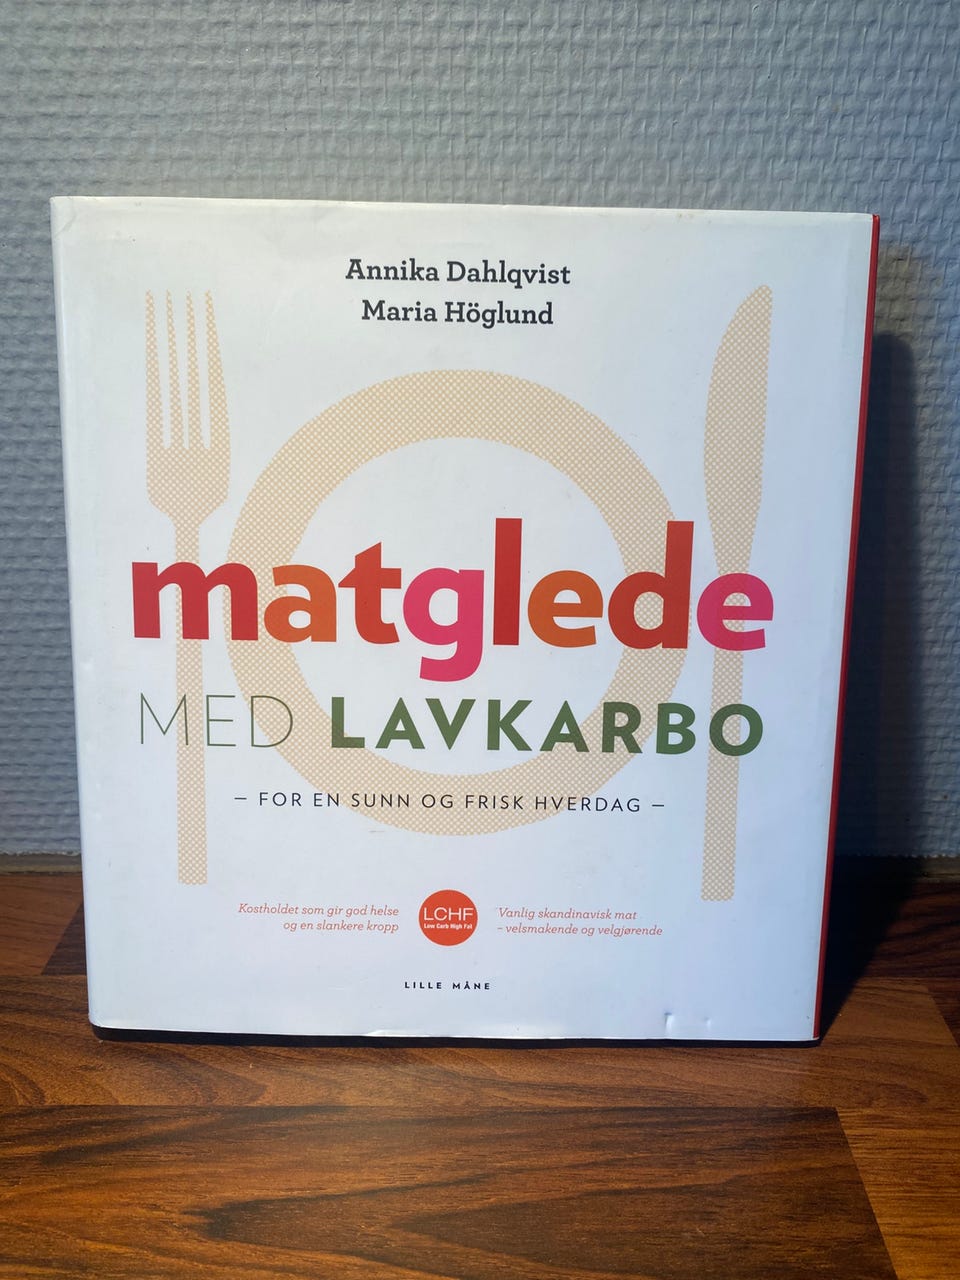 Annika Dahlqvist
Maria Höglund
matglede
MED LAVKARBO
– FOR EN SUNN OG FRISK HVERDAG –
Kostholdet som gir god helse
og en slankere kropp
LCHF
Low Carb High Fat
Vanlig skandinavisk mat
– velsmakende og velgjørende
LILLE MÅNE